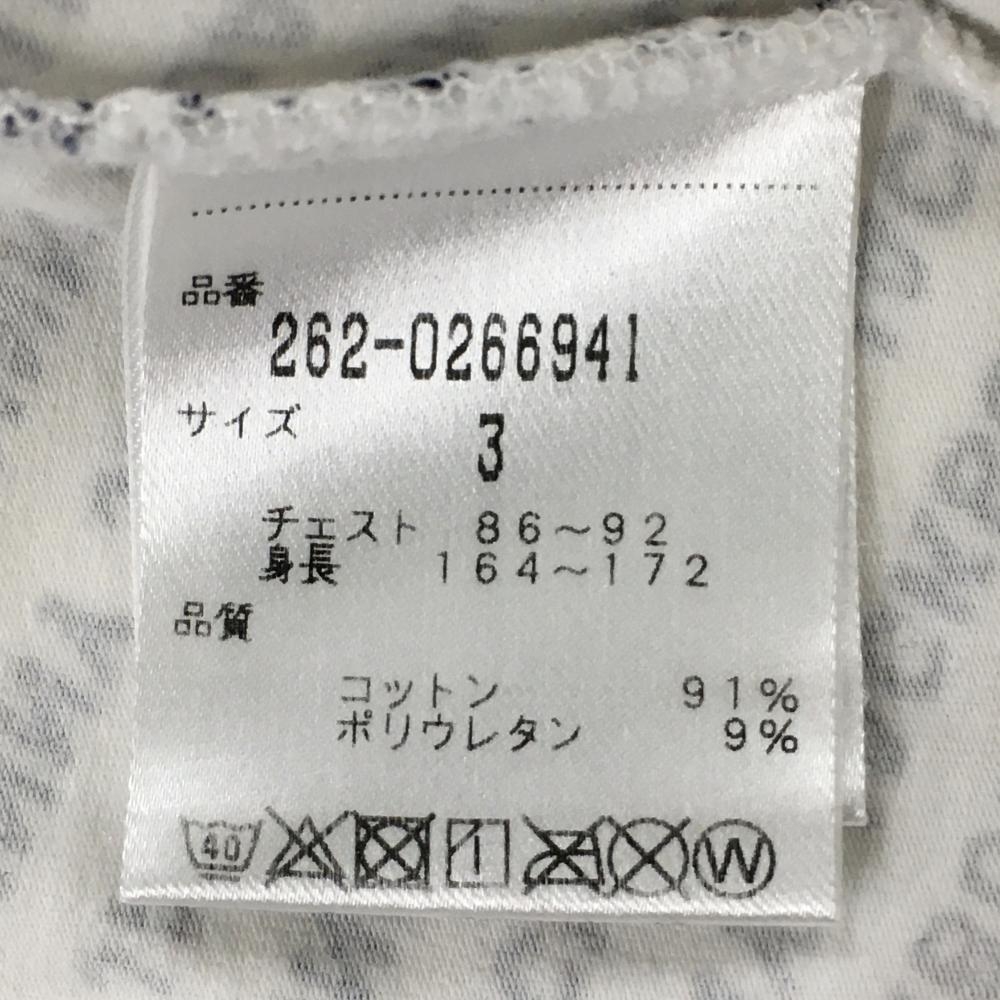 品番
262-0266941
サイズ
3
チェスト 86～92
身長 164～172
品質
コットン 91%
ポリウレタン 9%
40 W